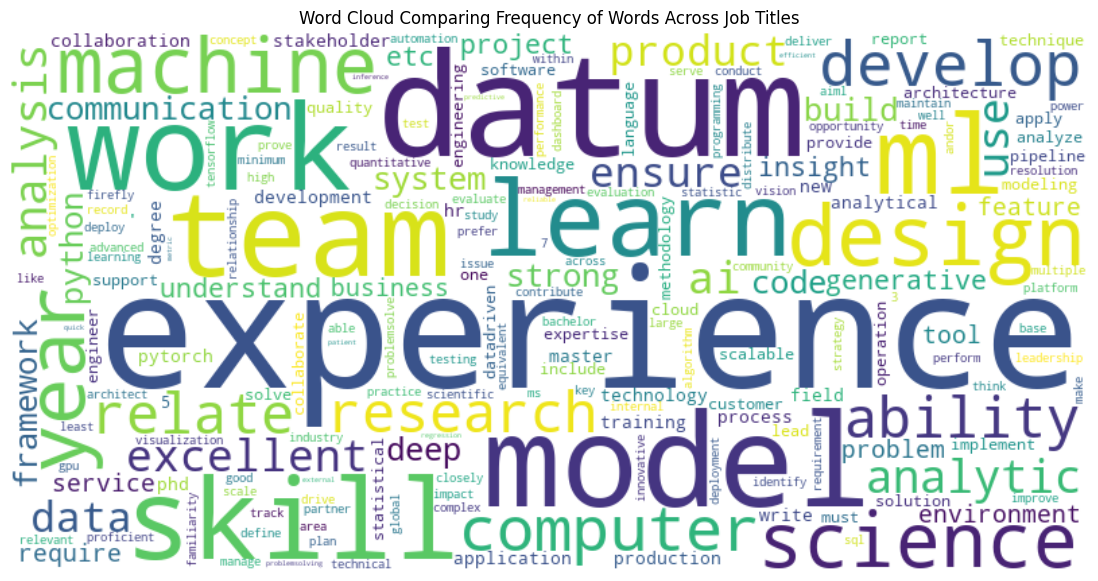 Word Cloud Comparing Frequency of Words Across Job Titles
collaboration
concept
stakeholder
automation
etc
project
within
product
deliver
report
technique
machine
inference
software
predictive
serve
conduct
efficient
develop
analysis
communication
quality
datum
engineering
test
performance
dashboard
language
programming
opportunity
aiml
architecture
build
maintain
time
well
power
apply
provide
analyze
work
tensorflow
prove
result
minimum
high
quantitative
knowledge
ensure
statistic
distribute
insight
new
ml
andor
use
pipeline
resolution
modeling
optimization
python
firefly
record
degree
development
system
decision
evaluate
management
evaluation
reliable
vision
analytical
feature
deploy
'
advanced
learning
metric
relationship
team
hr
study
prefer
7
learn
methodology
design
like
support
understand
business
issue
one
across
strong
ai
community
code
generative
multiple
platform
year
quick
able
patient
contribute
bachelor
expertise
cloud
large
3
base
engineer
experience
problemsolve
testing
datadriven
equivalent
master
include
scalable
algorithm
strategy
operation
tool
perform
leadership
framework
pytorch
collaborate
think
make
architect
5
solve
practice
scientific
ms
key
technology
internal
customer
field
least
relate
research
training
process
lead
ability
visualization
industry
regression
excellent
deep
model
innovative
deployment
requirement
identify
problem
implement
gpu
service
phd
good
external
closely
statistical
scale
drive
impact
analytic
solution
improve
data
track
partner
global
complex
write
must
environment
relevant
proficient
familiarity
define
area
plan
skill
computer
sql
science
require
manage
problemsolving
technical
application
production